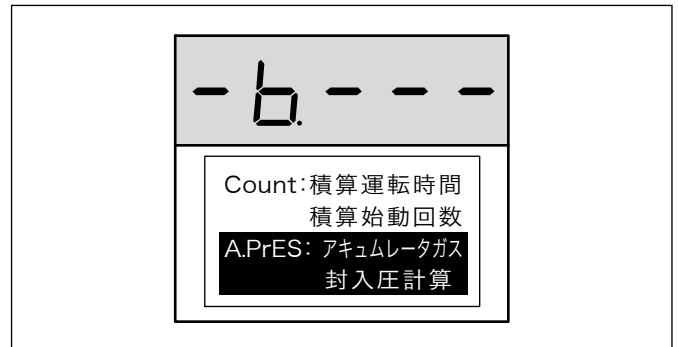 -b.---
Count:積算運転時間
積算始動回数
A.PrES: アキュムレータガス
封入圧計算